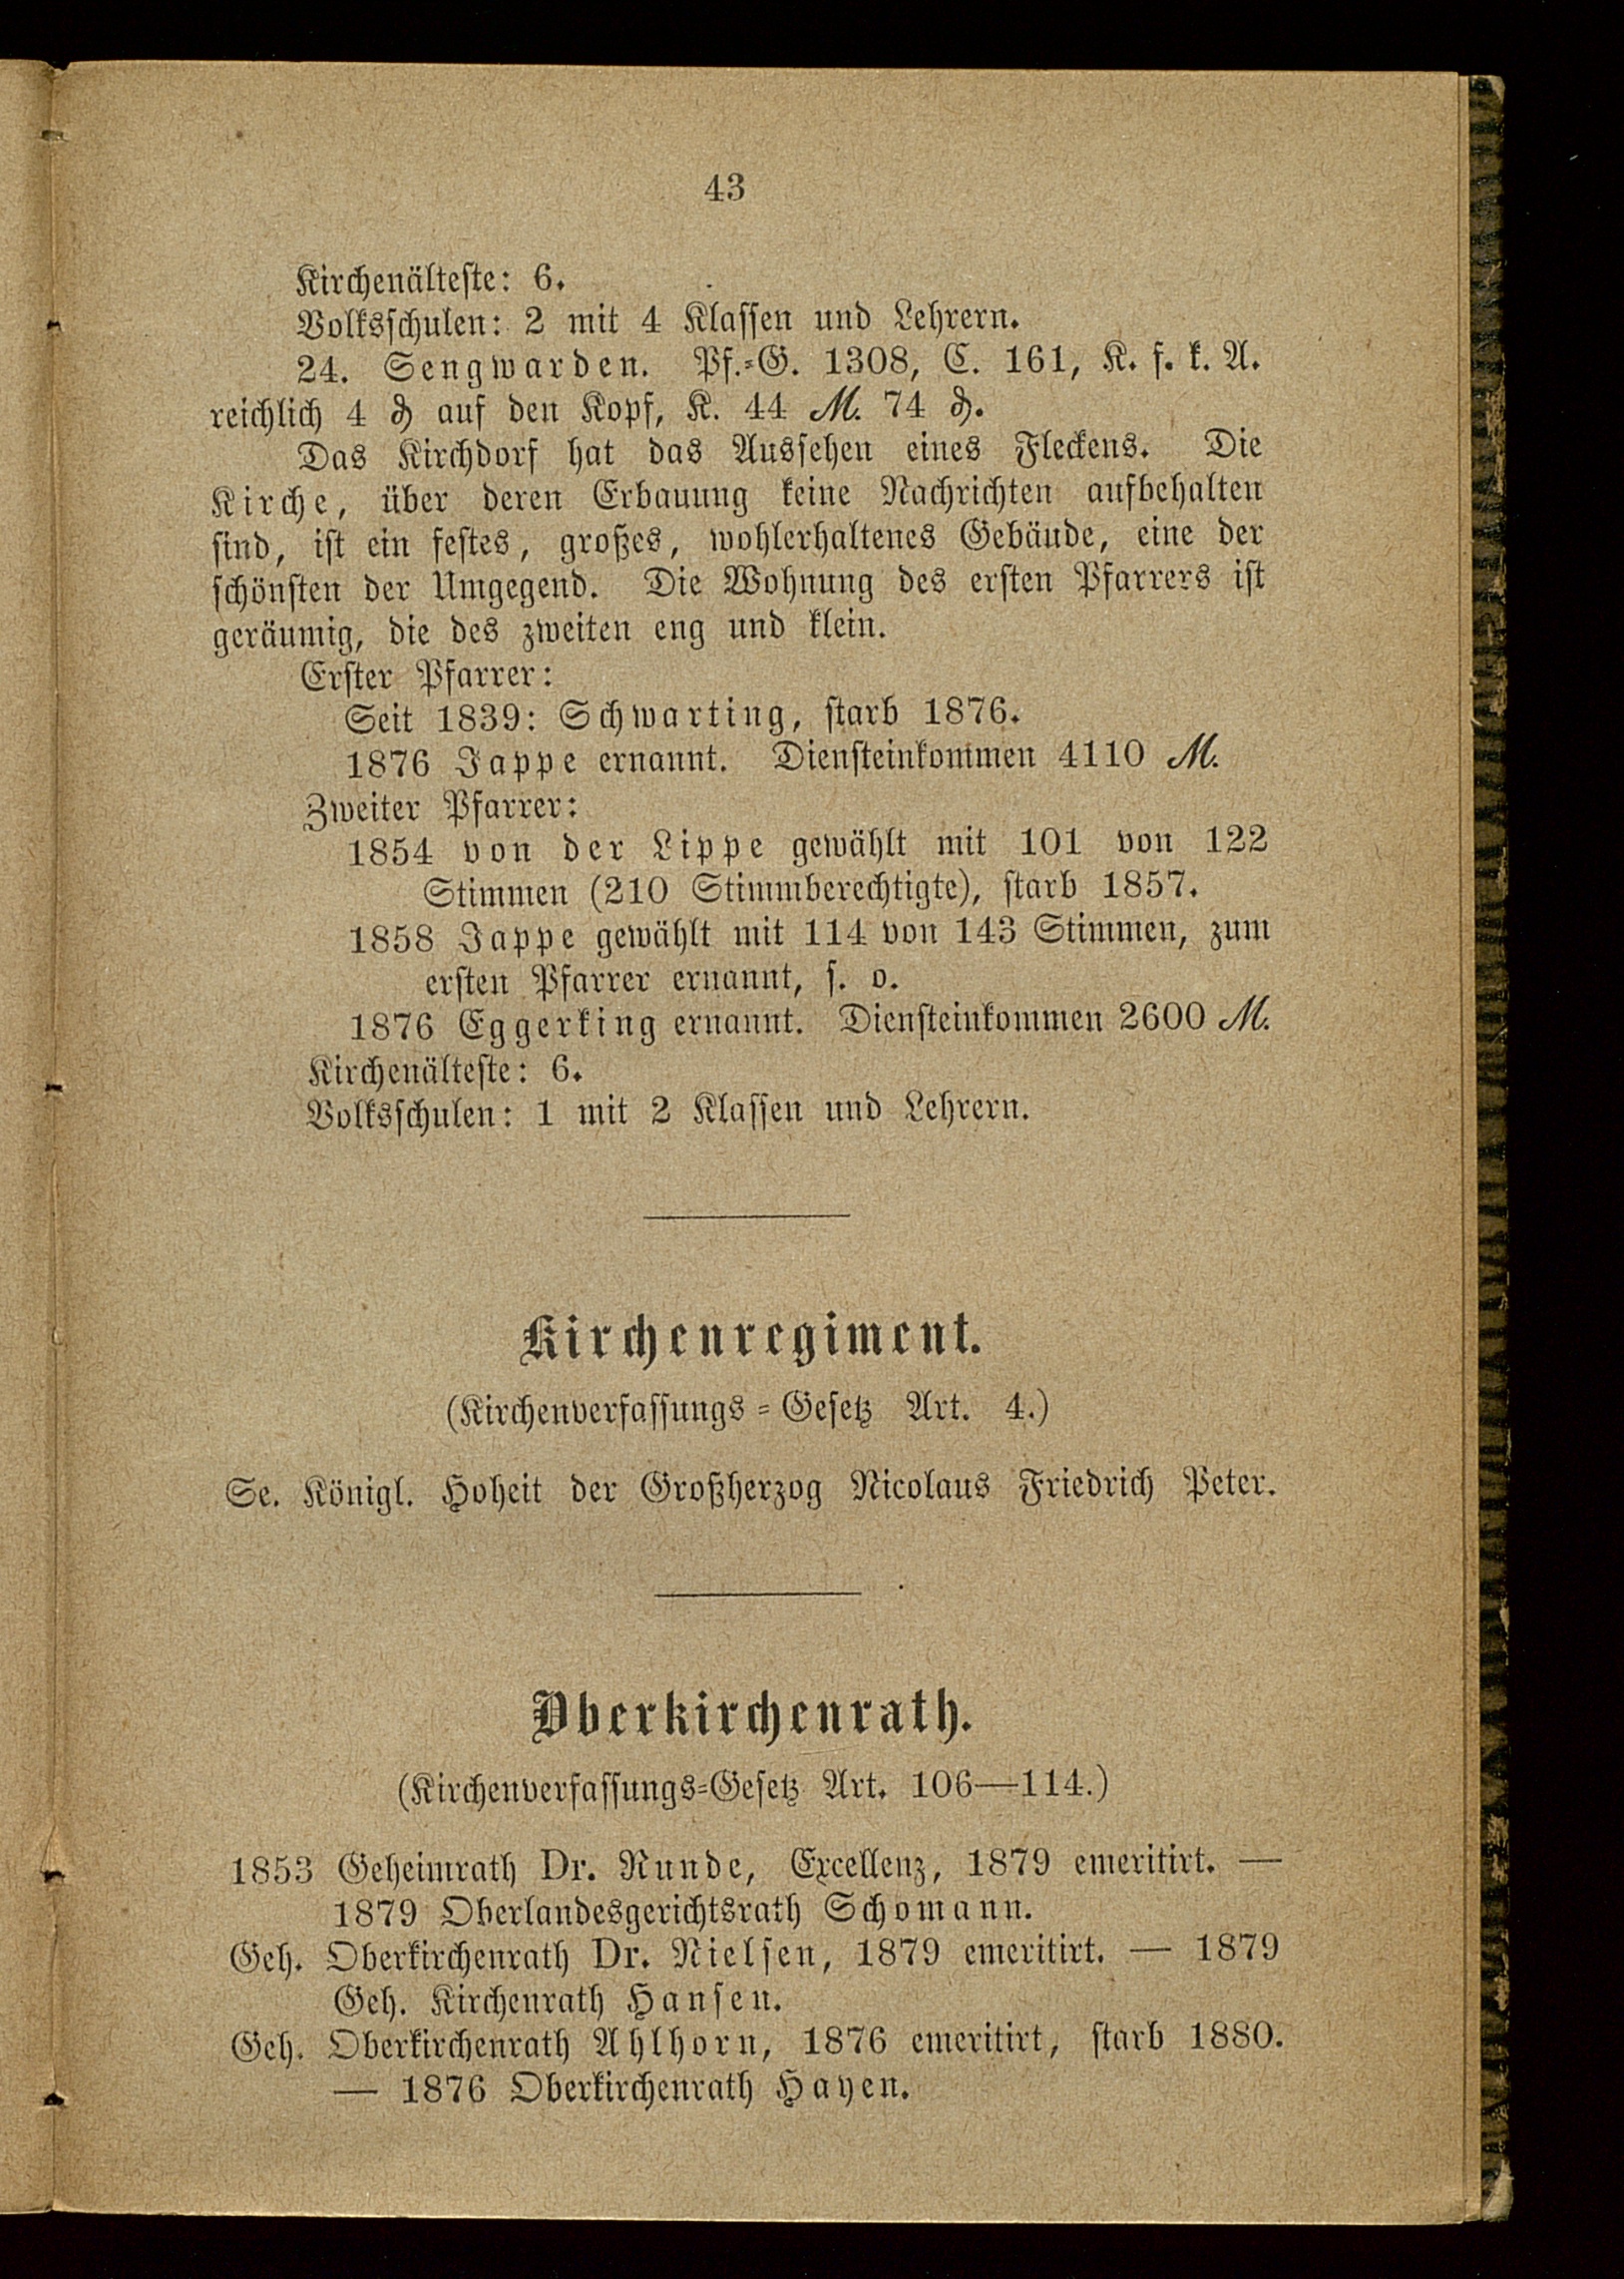 43
Kirchenälteste: 6.
Volksschulen: 2 mit 4 Klassen und Lehrern.
24. Sengwarden. Pf.-G. 1308, C. 161, K. f. k. A.
reichlich 4 ₰ auf den Kopf, K. 44 M. 74 ₰.
Das Kirchdorf hat das Aussehen eines Fleckens. Die
Kirche, über deren Erbauung keine Nachrichten aufbehalten
sind, ist ein festes, großes, wohlerhaltenes Gebäude, eine der
schönsten der Umgegend. Die Wohnung des ersten Pfarrers ist
geräumig, die des zweiten eng und klein.
Erster Pfarrer:
Seit 1839: Schwarting, starb 1876.
1876 Jappe ernannt. Diensteinkommen 4110 M.
Zweiter Pfarrer:
1854 von der Lippe gewählt mit 101 von 122
Stimmen (210 Stimmberechtigte), starb 1857.
1858 Jappe gewählt mit 114 von 143 Stimmen, zum
ersten Pfarrer ernannt, s. o.
1876 Eggerking ernannt. Diensteinkommen 2600 M.
Kirchenälteste: 6.
Volksschulen: 1 mit 2 Klassen und Lehrern.
Kirchenregiment.
(Kirchenverfassungs-Gesetz Art. 4.)
Se. Königl. Hoheit der Großherzog Nicolaus Friedrich Peter.
Oberkirchenrath.
(Kirchenverfassungs-Gesetz Art. 106—114.)
1853 Geheimrath Dr. Runde, Excellenz, 1879 emeritirt. —
1879 Oberlandesgerichtsrath Schomann.
Geh. Oberkirchenrath Dr. Nielsen, 1879 emeritirt. — 1879
Geh. Kirchenrath Hansen.
Geh. Oberkirchenrath Ahlhorn, 1876 emeritirt, starb 1880.
— 1876 Oberkirchenrath Hayen.